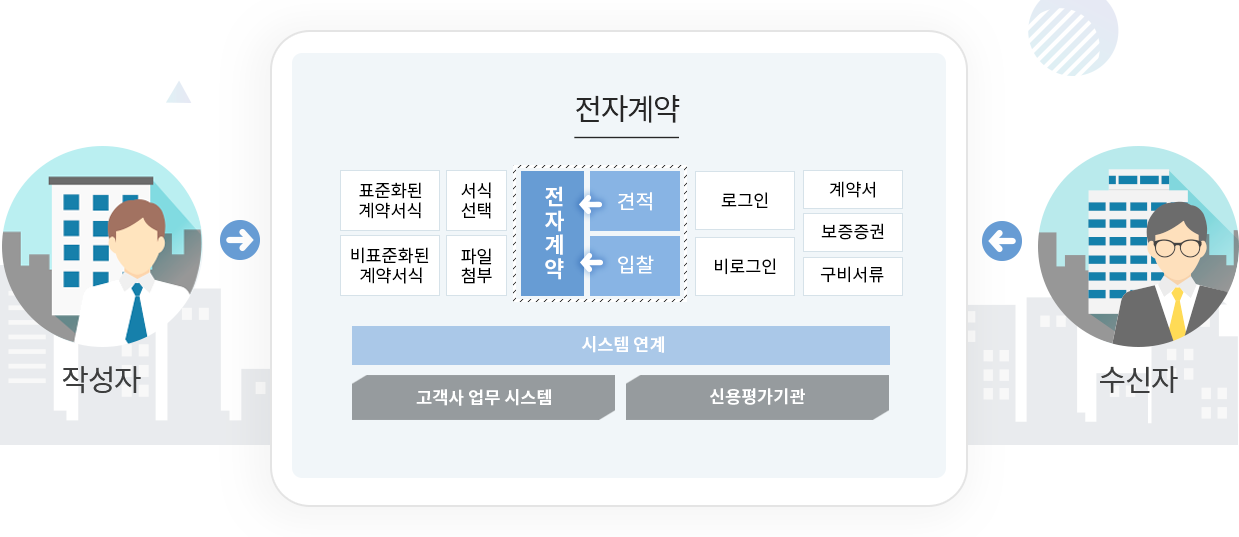 전자계약
표준화된
계약서식
서식
선택
비표준화된
계약서식
파일
첨부
전
자
계
약
견적
입찰
로그인
비로그인
계약서
보증증권
구비서류
작성자
수신자
시스템 연계
고객사 업무 시스템
신용평가기관